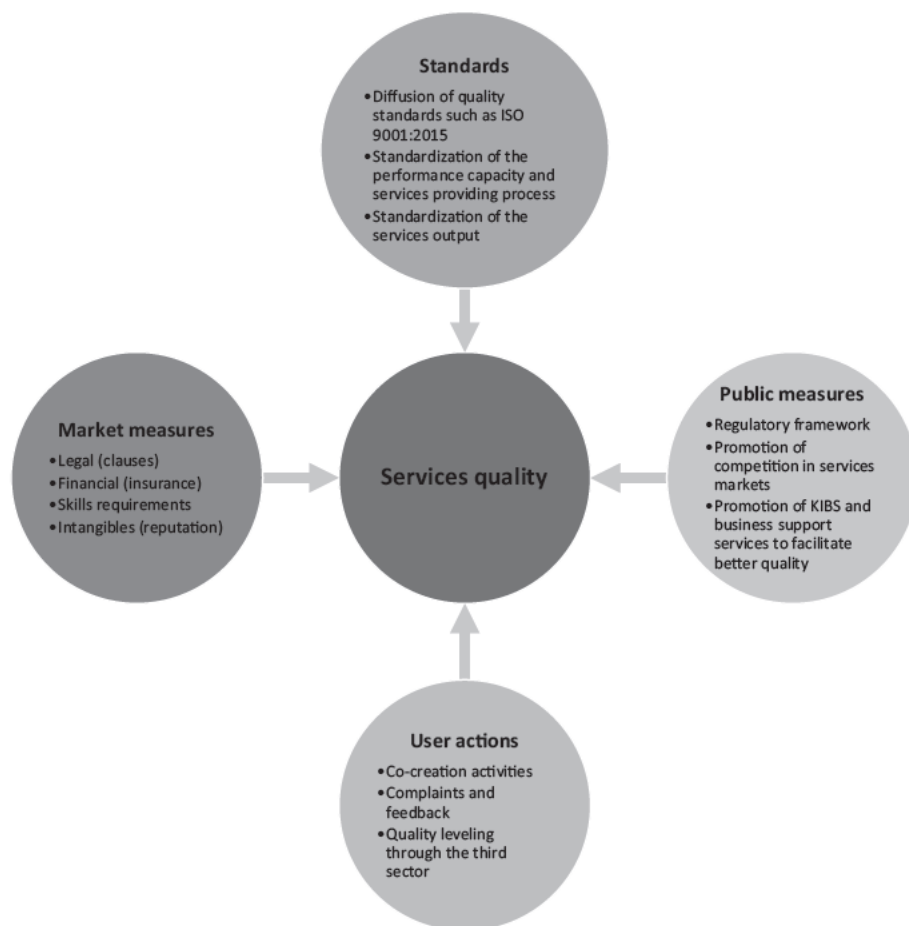 Standards
•Diffusion of quality
standards such as ISO
9001:2015
•Standardization of the
performance capacity and
services providing process
•Standardization of the
services output
Market measures
•Legal (clauses)
•Financial (insurance)
•Skills requirements
•Intangibles (reputation)
Services quality
Public measures
•Regulatory framework
•Promotion of
competition in services
markets
•Promotion of KIBS and
business support
services to facilitate
better quality
User actions
•Co-creation activities
•Complaints and
feedback
•Quality leveling
through the third
sector